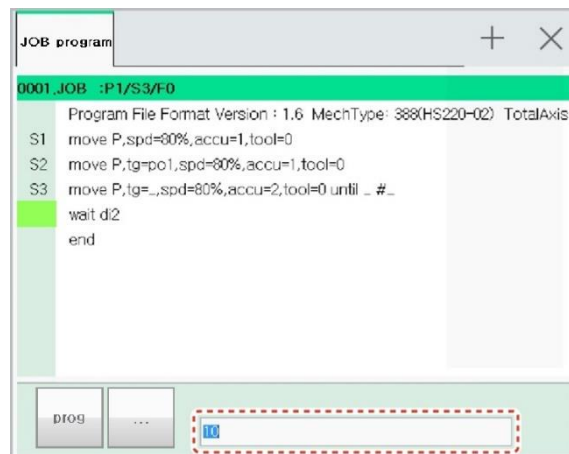 JOB program
0001,JOB :P1/S3/F0
Program File Format Version : 1.6 MechType: 388(HS220-02) TotalAxis
S1 move P,spd=80%,accu=1,tool=0
S2 move P,tg=po1,spd=80%,accu=1,tool=0
S3 move P,tg=_,spd=80%,accu=2,tool=0 until _ #_
wait di2
end
prog ... 10